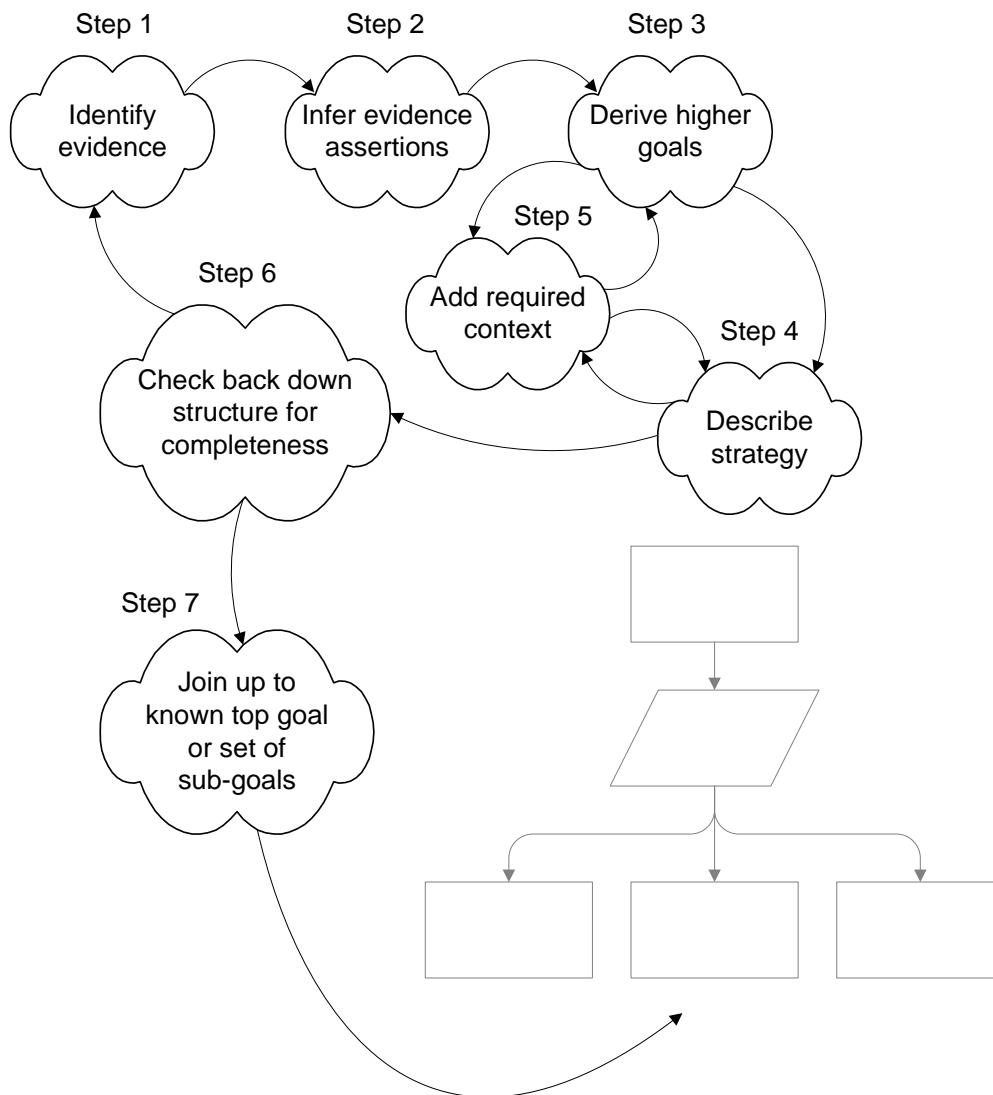 Step 1
Identify
evidence
Step 2
Infer evidence
assertions
Step 3
Derive higher
goals
Step 5
Add required
context
Step 4
Describe
strategy
Step 6
Check back down
structure for
completeness
Step 7
Join up to
known top goal
or set of
sub-goals